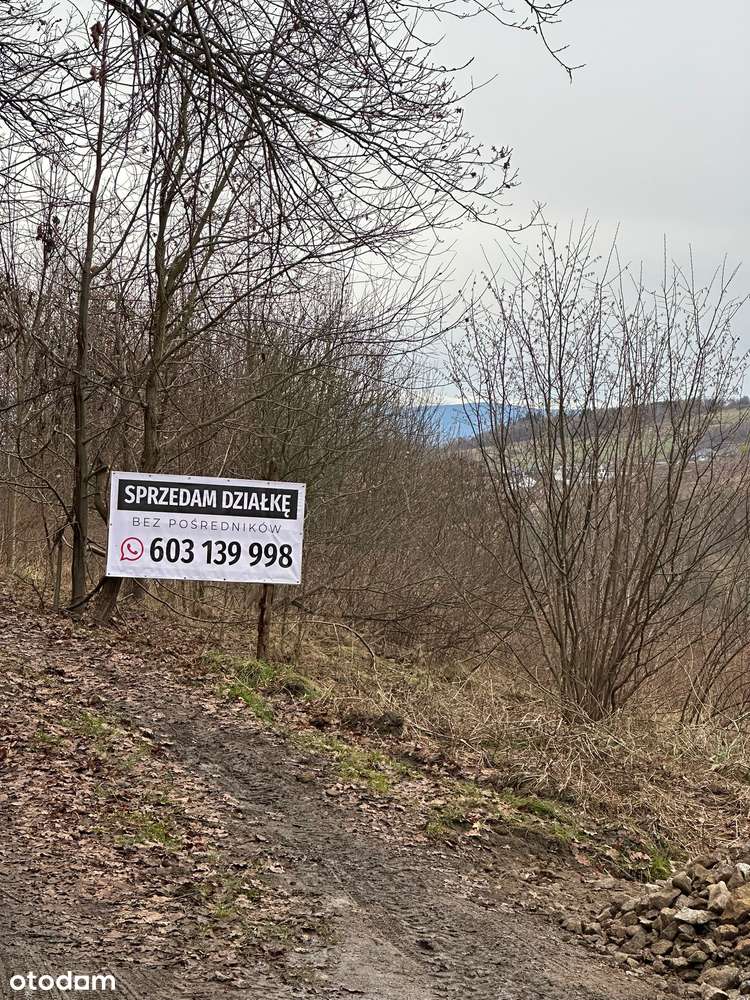 SPRZEDAM DZIAŁKĘ
BEZ POŚREDNIKÓW
603 139 998
otodom